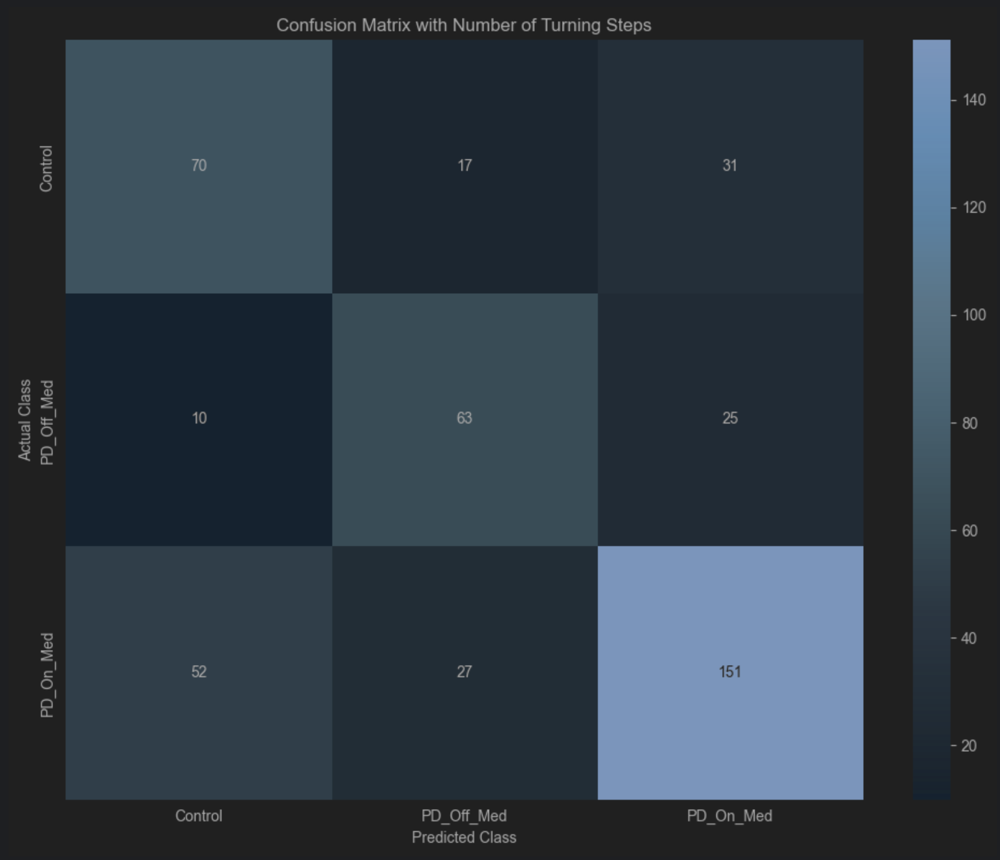 Confusion Matrix with Number of Turning Steps
Actual Class
Control
70 17 31
PD_Off_Med
10 63 25
PD_On_Med
52 27 151
Control PD_Off_Med PD_On_Med
Predicted Class
140
120
100
80
60
40
20